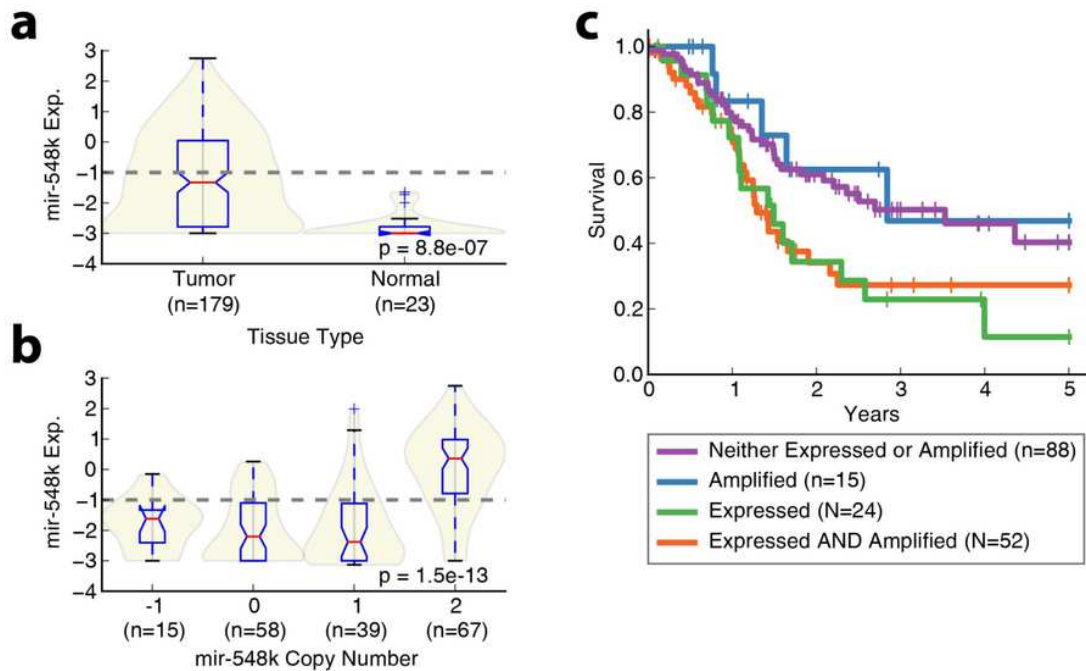 a
mir-548k Exp.
3
2
1
0
−1
−2
−3
−4
p = 8.8e-07
Tumor
(n=179)
Normal
(n=23)
Tissue Type
b
mir-548k Exp.
3
2
1
0
−1
−2
−3
−4
p = 1.5e-13
-1
(n=15)
0
(n=58)
1
(n=39)
2
(n=67)
mir-548k Copy Number
c
Survival
1.0
0.8
0.6
0.4
0.2
0.0
0 1 2 3 4 5
Years
Neither Expressed or Amplified (n=88)
Amplified (n=15)
Expressed (N=24)
Expressed AND Amplified (N=52)